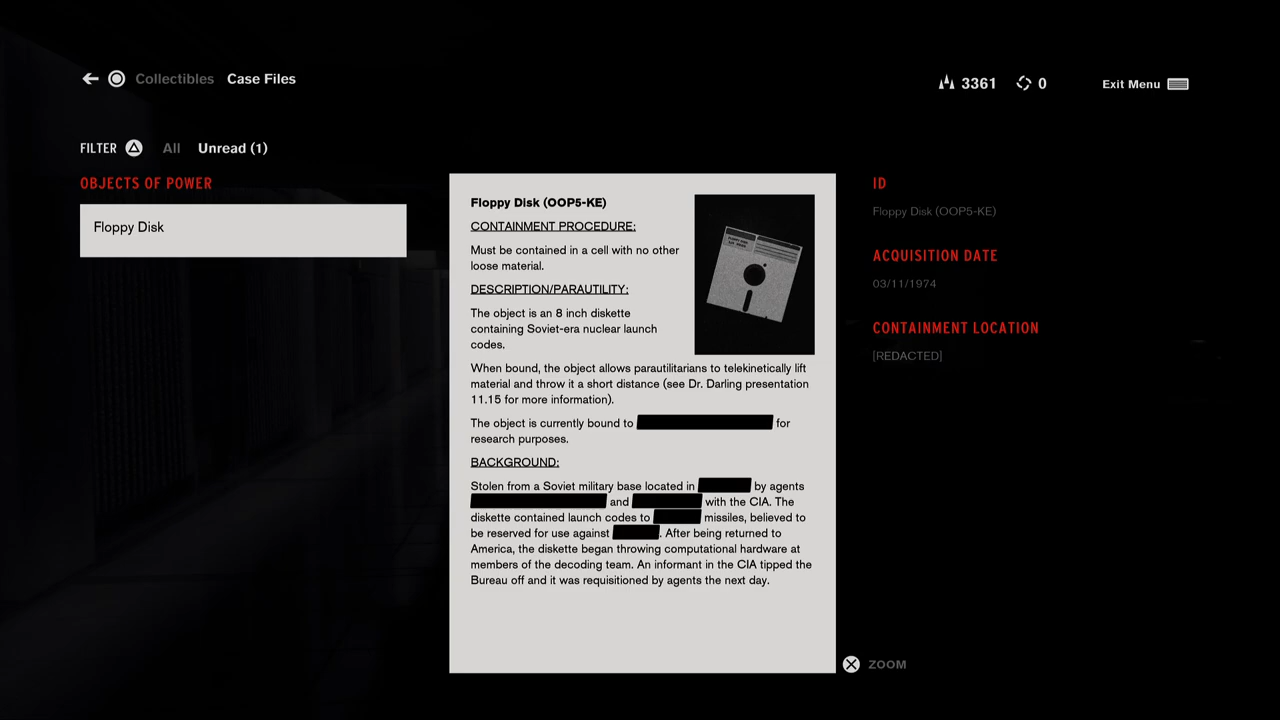 Collectibles Case Files
3361 0 Exit Menu
FILTER All Unread (1)
OBJECTS OF POWER
Floppy Disk
Floppy Disk (OOP5-KE)
CONTAINMENT PROCEDURE:
Must be contained in a cell with no other
loose material.
DESCRIPTION/PARAUTILITY:
The object is an 8 inch diskette
containing Soviet-era nuclear launch
codes.
When bound, the object allows parautilitarians to telekinetically lift
material and throw it a short distance (see Dr. Darling presentation
11.15 for more information).
The object is currently bound to for
research purposes.
BACKGROUND:
Stolen from a Soviet military base located in by agents
and with the CIA. The
diskette contained launch codes to missiles, believed to
be reserved for use against . After being returned to
America, the diskette began throwing computational hardware at
members of the decoding team. An informant in the CIA tipped the
Bureau off and it was requisitioned by agents the next day.
ID
Floppy Disk (OOP5-KE)
ACQUISITION DATE
03/11/1974
CONTAINMENT LOCATION
[REDACTED]
ZOOM